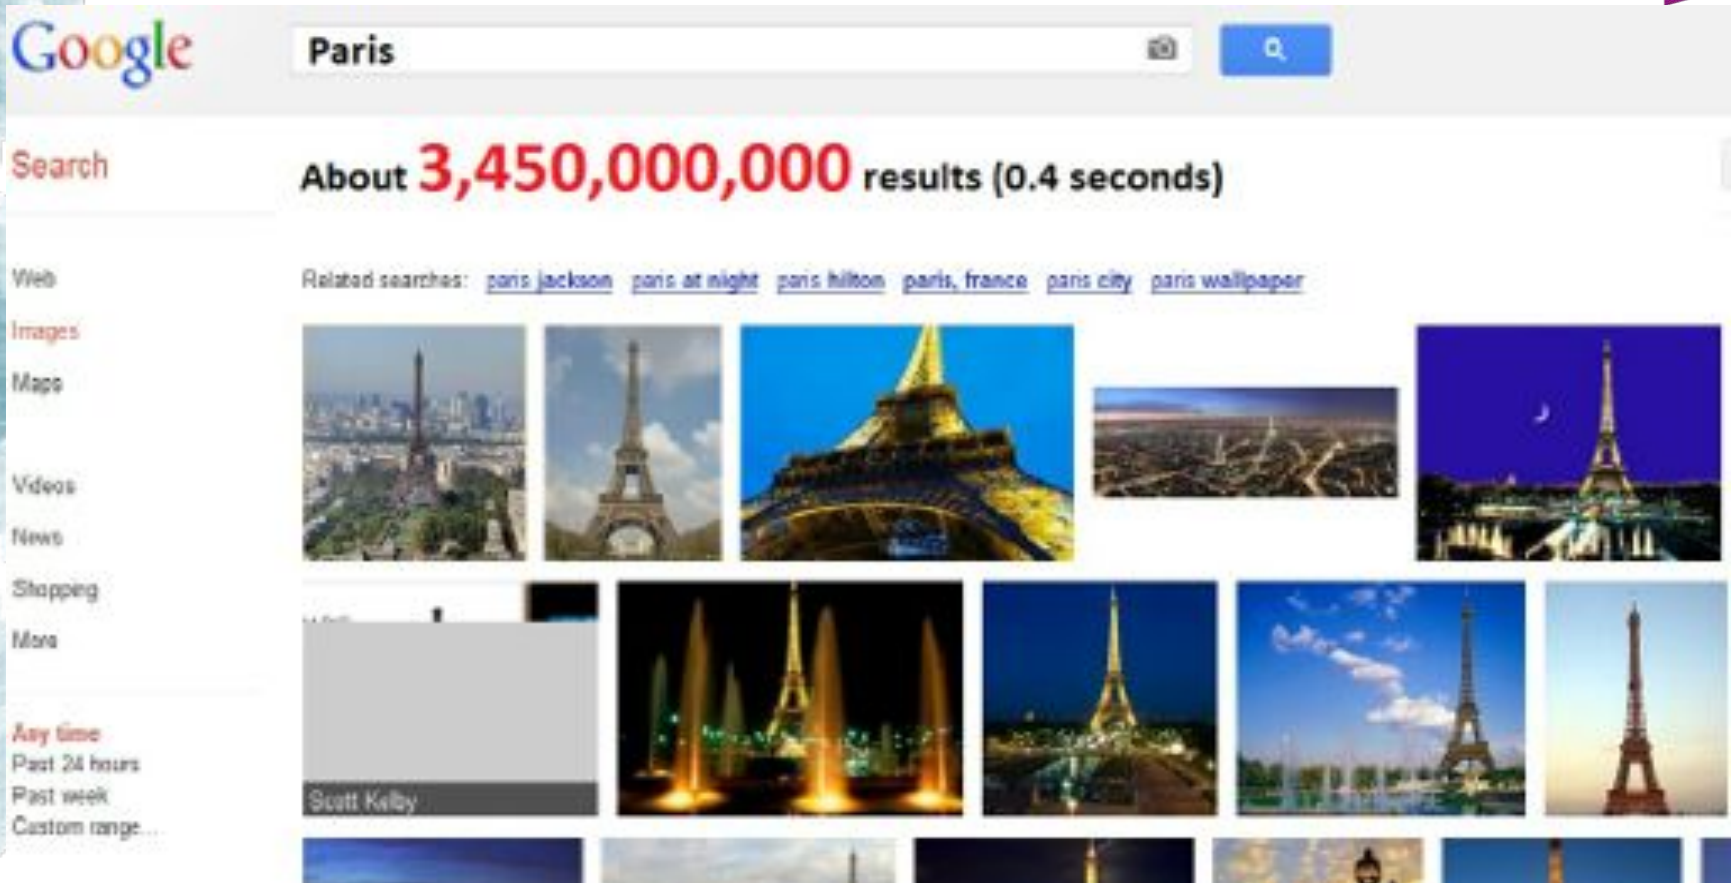 Google
Paris
Search
About 3,450,000,000 results (0.4 seconds)
Related searches: paris jackson paris at night paris hilton paris, france paris city paris wallpaper
Web
Images
Maps
Videos
News
Shopping
More
Any time
Past 24 hours
Past week
Custom range...
Scott Kelby